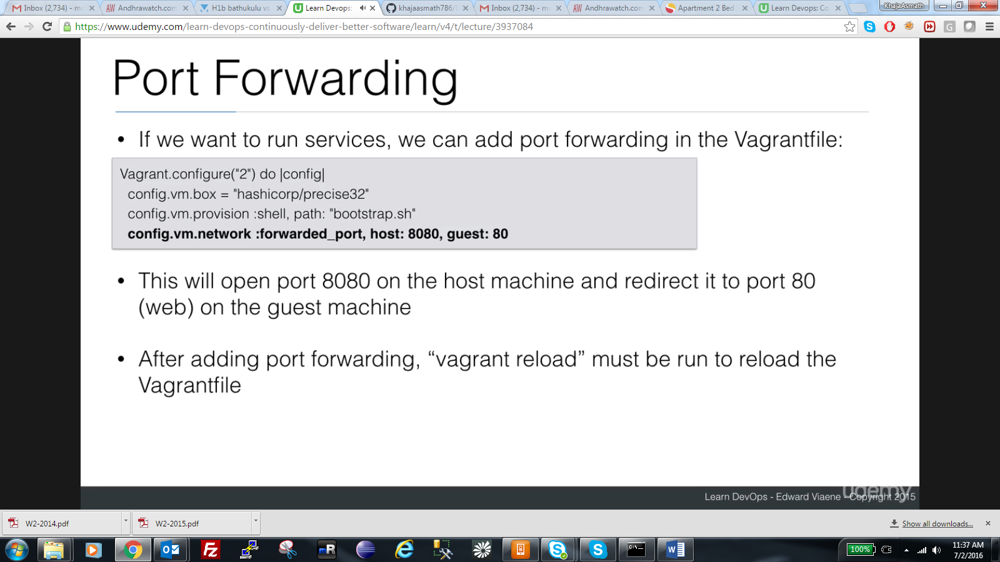 Inbox (2,734) - mc
Andhrawatch.com
H1b bathukulu vs
Learn Devops:
khajaasmath786/
Inbox (2,734) - mc
Andhrawatch.com
Apartment 2 Bed
Learn Devops: Co
KhajaAsmath
https://www.udemy.com/learn-devops-continuously-deliver-better-software/learn/v4/t/lecture/3937084
Port Forwarding
• If we want to run services, we can add port forwarding in the Vagrantfile:
Vagrant.configure("2") do |config|
config.vm.box = "hashicorp/precise32"
config.vm.provision :shell, path: "bootstrap.sh"
config.vm.network :forwarded_port, host: 8080, guest: 80
• This will open port 8080 on the host machine and redirect it to port 80
(web) on the guest machine
• After adding port forwarding, “vagrant reload” must be run to reload the
Vagrantfile
udemy
Learn DevOps - Edward Viaene - Copyright 2015
W2-2014.pdf
W2-2015.pdf
Show all downloads...
100%
11:37 AM
7/2/2016